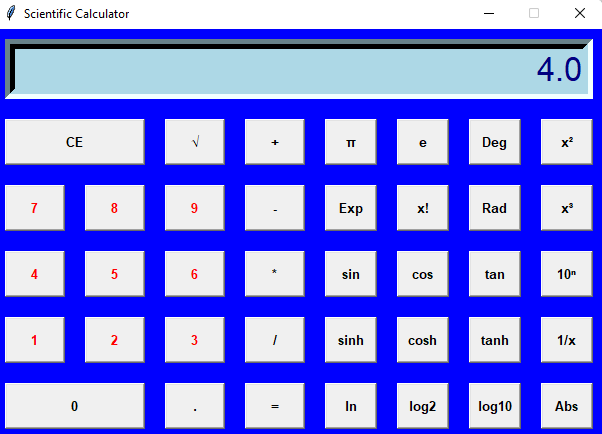 Scientific Calculator
4.0
CE √ + π e Deg x²
7 8 9 - Exp x! Rad x³
4 5 6 * sin cos tan 10ⁿ
1 2 3 / sinh cosh tanh 1/x
0 . = ln log2 log10 Abs